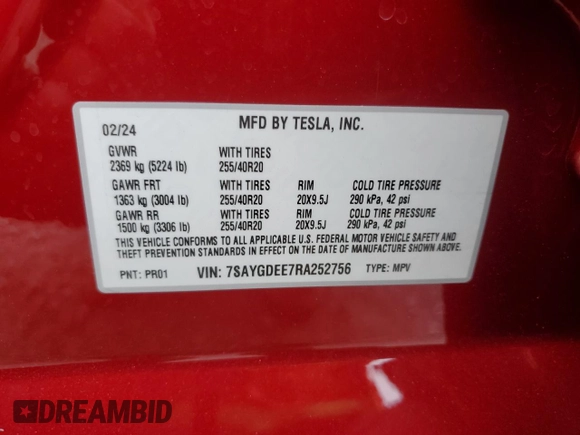 02/24 MFD BY TESLA, INC.
GVWR WITH TIRES
2369 kg (5224 lb) 255/40R20
GAWR FRT WITH TIRES RIM COLD TIRE PRESSURE
1363 kg (3004 lb) 255/40R20 20X9.5J 290 kPa, 42 psi
GAWR RR WITH TIRES RIM COLD TIRE PRESSURE
1500 kg (3306 lb) 255/40R20 20X9.5J 290 kPa, 42 psi
THIS VEHICLE CONFORMS TO ALL APPLICABLE U.S. FEDERAL MOTOR VEHICLE SAFETY AND
THEFT PREVENTION STANDARDS IN EFFECT ON THE DATE OF MANUFACTURE SHOWN ABOVE.
PNT: PR01 VIN: 7SAYGDEE7RA252756 TYPE: MPV
DREAMBID